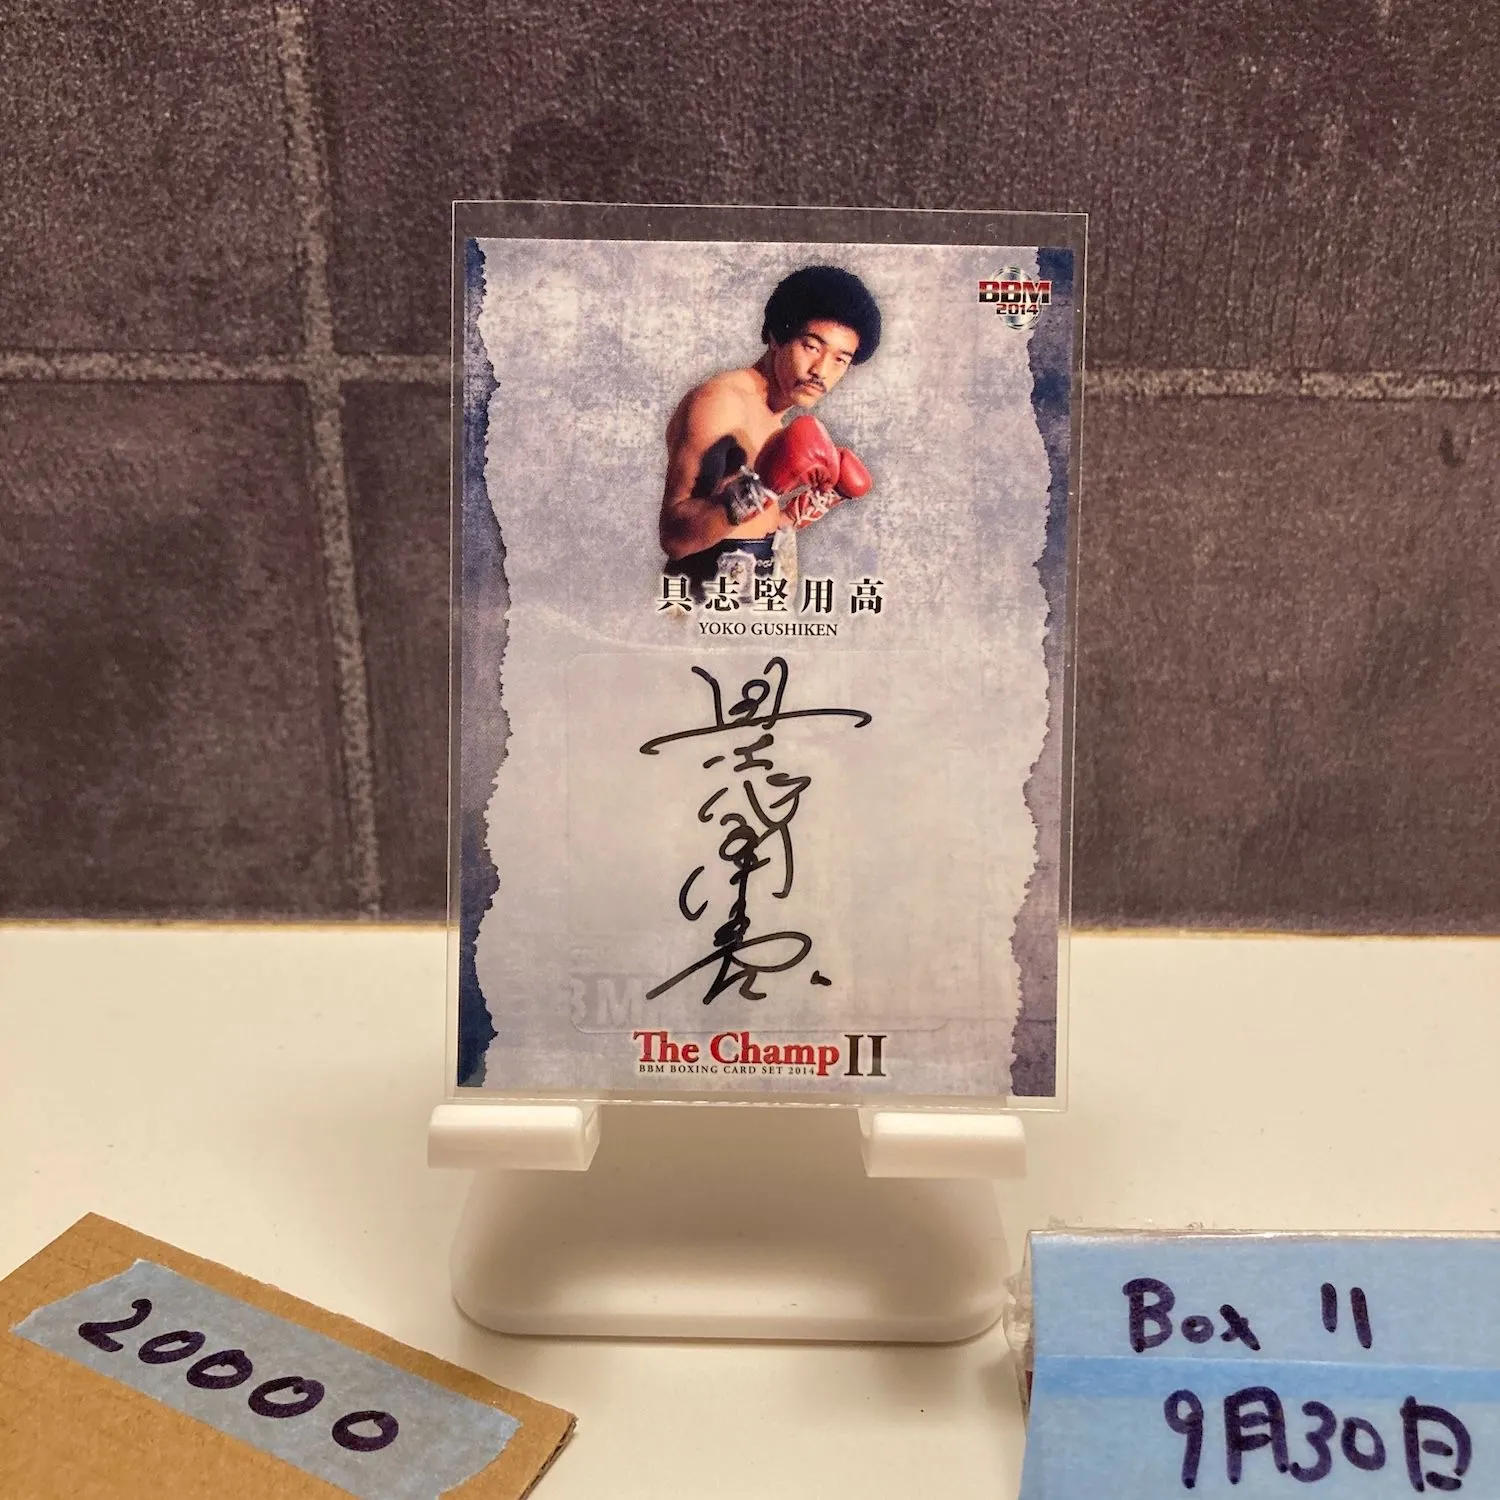 BBM
2014
具志堅用高
YOKO GUSHIKEN
BM
The Champ II
BBM BOXING CARD SET 2014
20000
Box 11
9月30日